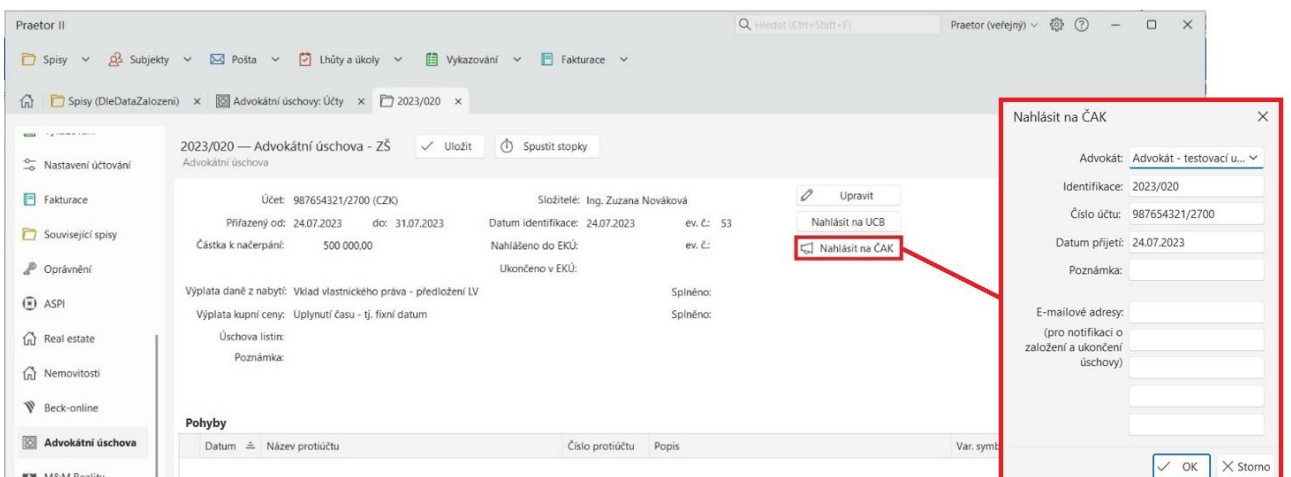 Praetor II
Hledat (Ctrl+Shift+F)
Praetor (veřejný)
Spisy
Subjekty
Pošta
Lhůty a úkoly
Vykazování
Fakturace
Spisy (DleDataZalozeni) ×
Advokátní úschovy: Účty ×
2023/020 ×
Nastavení účtování
Fakturace
Související spisy
Oprávnění
ASPI
Real estate
Nemovitosti
Beck-online
Advokátní úschova
M&M Reality
2023/020 — Advokátní úschova - ZŠ
Uložit
Spustit stopky
Advokátní úschova
Účet: 987654321/2700 (CZK)
Složitelé: Ing. Zuzana Nováková
Přiřazený od: 24.07.2023 do: 31.07.2023
Datum identifikace: 24.07.2023 ev. č.: 53
Částka k načerpání: 500 000,00
Nahlášeno do EKÚ: ev. č.:
Ukončeno v EKÚ:
Upravit
Nahlásit na UCB
Nahlásit na ČAK
Výplata daně z nabytí: Vklad vlastnického práva - předložení LV Splněno:
Výplata kupní ceny: Uplynutí času - tj. fixní datum Splněno:
Úschova listin:
Poznámka:
Pohyby
Datum Název protiúčtu Číslo protiúčtu Popis Var. symb
Nahlásit na ČAK
Advokát: Advokát - testovací u...
Identifikace: 2023/020
Číslo účtu: 987654321/2700
Datum přijetí: 24.07.2023
Poznámka:
E-mailové adresy:
(pro notifikaci o
založení a ukončení
úschovy)
OK
Storno